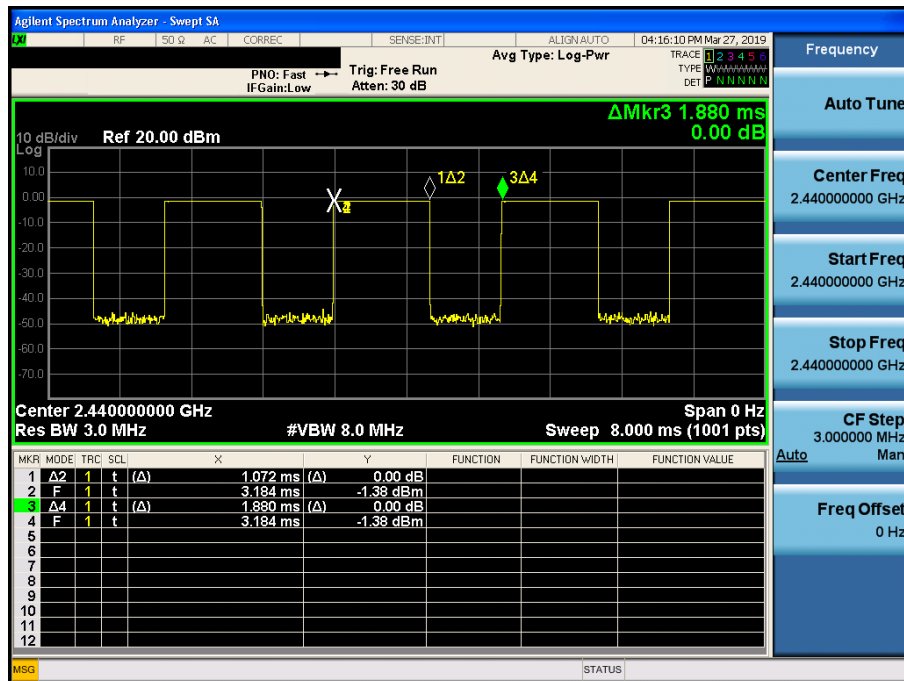 Agilent Spectrum Analyzer - Swept SA
LXI RF 50 Ω AC CORREC SENSE:INT ALIGN AUTO 04:16:10 PM Mar 27, 2019
Frequency
Avg Type: Log-Pwr
TRACE 1 2 3 4 5 6
PNO: Fast Trig: Free Run
TYPE WWWWWWW
IFGain:Low Atten: 30 dB
DET P N N N N N
Auto Tune
ΔMkr3 1.880 ms
0.00 dB
10 dB/div Ref 20.00 dBm
Log
10.0
0.00
-10.0
-20.0
-30.0
-40.0
-50.0
-60.0
-70.0
1Δ2
3Δ4
Center Freq
2.440000000 GHz
Start Freq
2.440000000 GHz
Stop Freq
2.440000000 GHz
Center 2.440000000 GHz Span 0 Hz
Res BW 3.0 MHz #VBW 8.0 MHz Sweep 8.000 ms (1001 pts)
CF Step
3.000000 MHz
Auto Man
MKR MODE TRC SCL X Y FUNCTION FUNCTION WIDTH FUNCTION VALUE
1 Δ2 1 t (Δ) 1.072 ms (Δ) 0.00 dB
2 F 1 t 3.184 ms -1.38 dBm
3 Δ4 1 t (Δ) 1.880 ms (Δ) 0.00 dB
4 F 1 t 3.184 ms -1.38 dBm
5
6
7
8
9
10
11
12
Freq Offset
0 Hz
MSG STATUS